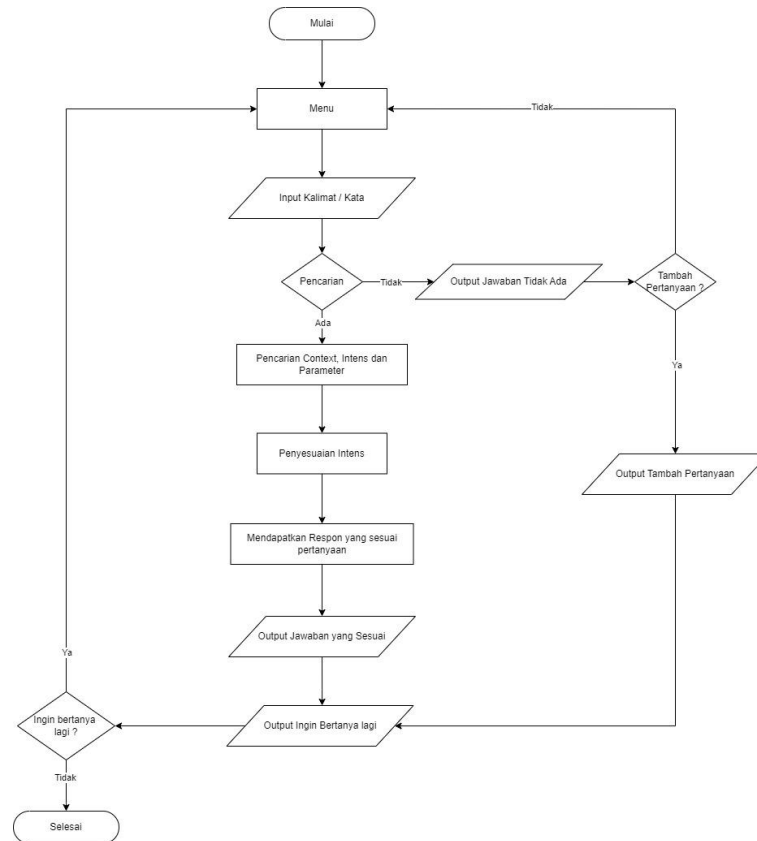 Mulai
Menu
Tidak
Input Kalimat / Kata
Pencarian
Tidak
Output Jawaban Tidak Ada
Tambah
Pertanyaan ?
Ada
Pencarian Context, Intens dan
Parameter
Ya
Penyesuaian Intens
Output Tambah Pertanyaan
Mendapatkan Respon yang sesuai
pertanyaan
Output Jawaban yang Sesuai
Ya
Ingin bertanya
lagi ?
Output Ingin Bertanya lagi
Tidak
Selesai